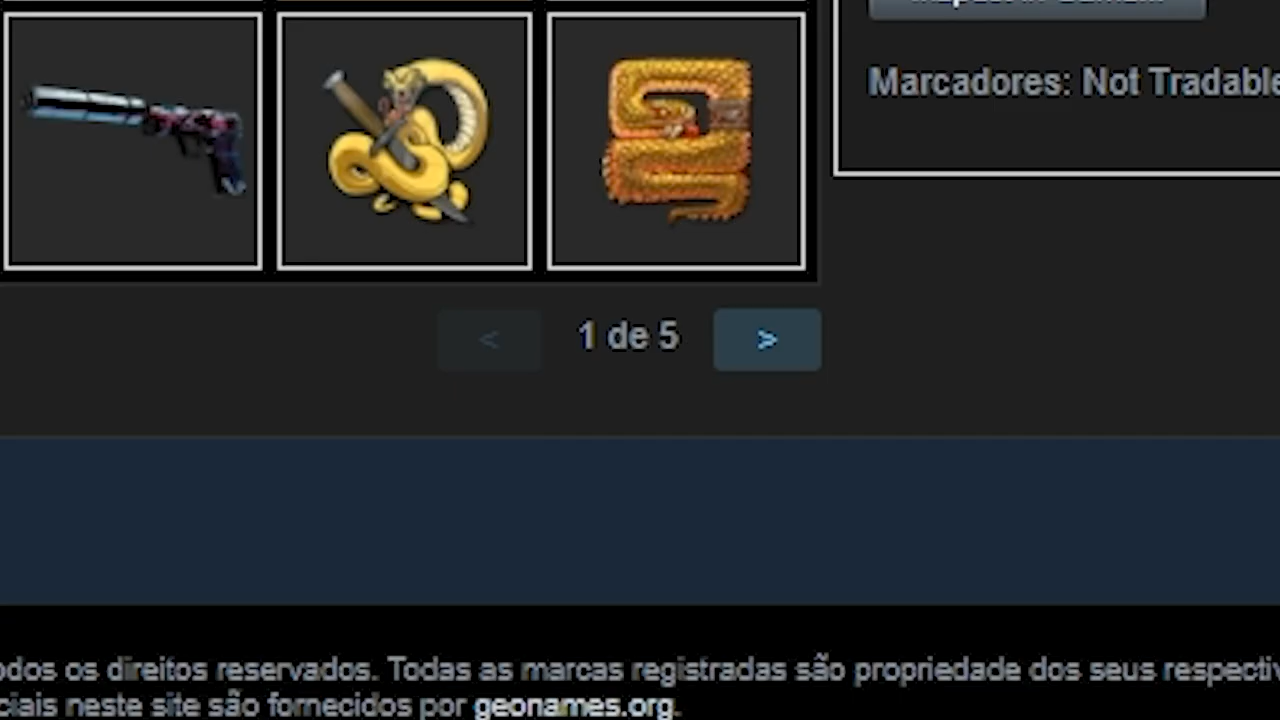 Marcadores: Not Tradable
< 1 de 5 >
odos os direitos reservados. Todas as marcas registradas são propriedade dos seus respectiv
ciais neste site são fornecidos por geonames.org.